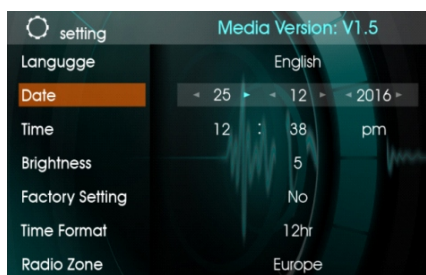 setting Media Version: V1.5
Langugge English
Date 25 12 2016
Time 12 : 38 pm
Brightness 5
Factory Setting No
Time Format 12hr
Radio Zone Europe